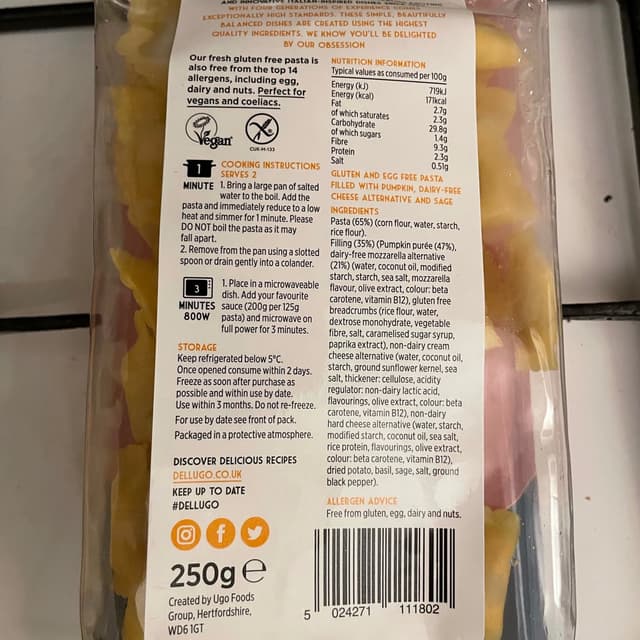 AND INNOVATIVE ITALIAN-INSPIRED DISHES SINCE
WITH FOUR GENERATIONS OF EXPERIENCE COMES
EXCEPTIONALLY HIGH STANDARDS. THESE SIMPLE, BEAUTIFULLY
BALANCED DISHES ARE CREATED USING THE HIGHEST
QUALITY INGREDIENTS. WE KNOW YOU'LL BE DELIGHTED
BY OUR OBSESSION
Our fresh gluten free pasta is
also free from the top 14
allergens, including egg,
dairy and nuts. Perfect for
vegans and coeliacs.
Vegan
CUK-M-133
1
MINUTE
COOKING INSTRUCTIONS
SERVES 2
1. Bring a large pan of salted
water to the boil. Add the
pasta and immediately reduce to a low
heat and simmer for 1 minute. Please
DO NOT boil the pasta as it may
fall apart.
2. Remove from the pan using a slotted
spoon or drain gently into a colander.
3
MINUTES
800W
1. Place in a microwaveable
dish. Add your favourite
sauce (200g per 125g
pasta) and microwave on
full power for 3 minutes.
STORAGE
Keep refrigerated below 5°C.
Once opened consume within 2 days.
Freeze as soon after purchase as
possible and within use by date.
Use within 3 months. Do not re-freeze.
For use by date see front of pack.
Packaged in a protective atmosphere.
DISCOVER DELICIOUS RECIPES
DELLUGO.CO.UK
KEEP UP TO DATE
#DELLUGO
250g e
Created by Ugo Foods
Group, Hertfordshire,
WD6 1GT
NUTRITION INFORMATION
Typical values as consumed per 100g
Energy (kJ) 719kJ
Energy (kcal) 171kcal
Fat 2.7g
of which saturates 2.3g
Carbohydrate 29.8g
of which sugars 1.4g
Fibre 9.3g
Protein 2.3g
Salt 0.51g
GLUTEN AND EGG FREE PASTA
FILLED WITH PUMPKIN, DAIRY-FREE
CHEESE ALTERNATIVE AND SAGE
INGREDIENTS
Pasta (65%) (corn flour, water, starch,
rice flour).
Filling (35%) (Pumpkin purée (47%),
dairy-free mozzarella alternative
(21%) (water, coconut oil, modified
starch, starch, sea salt, mozzarella
flavour, olive extract, colour: beta
carotene, vitamin B12), gluten free
breadcrumbs (rice flour, water,
dextrose monohydrate, vegetable
fibre, salt, caramelised sugar syrup,
paprika extract), non-dairy cream
cheese alternative (water, coconut oil,
starch, ground sunflower kernel, sea
salt, thickener: cellulose, acidity
regulator: non-dairy lactic acid,
flavourings, olive extract, colour: beta
carotene, vitamin B12), non-dairy
hard cheese alternative (water, starch,
modified starch, coconut oil, sea salt,
rice protein, flavourings, olive extract,
colour: beta carotene, vitamin B12),
dried potato, basil, sage, salt, ground
black pepper).
ALLERGEN ADVICE
Free from gluten, egg, dairy and nuts.
5 024271 111802